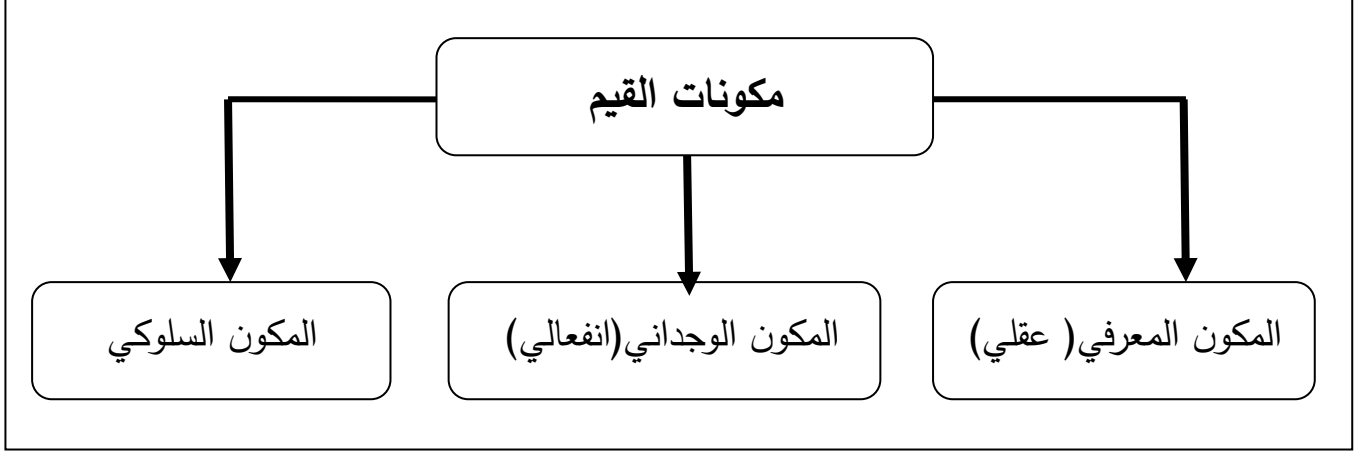 مكونات القيم
المكون المعرفي( عقلي)
المكون الوجداني(انفعالي)
المكون السلوكي